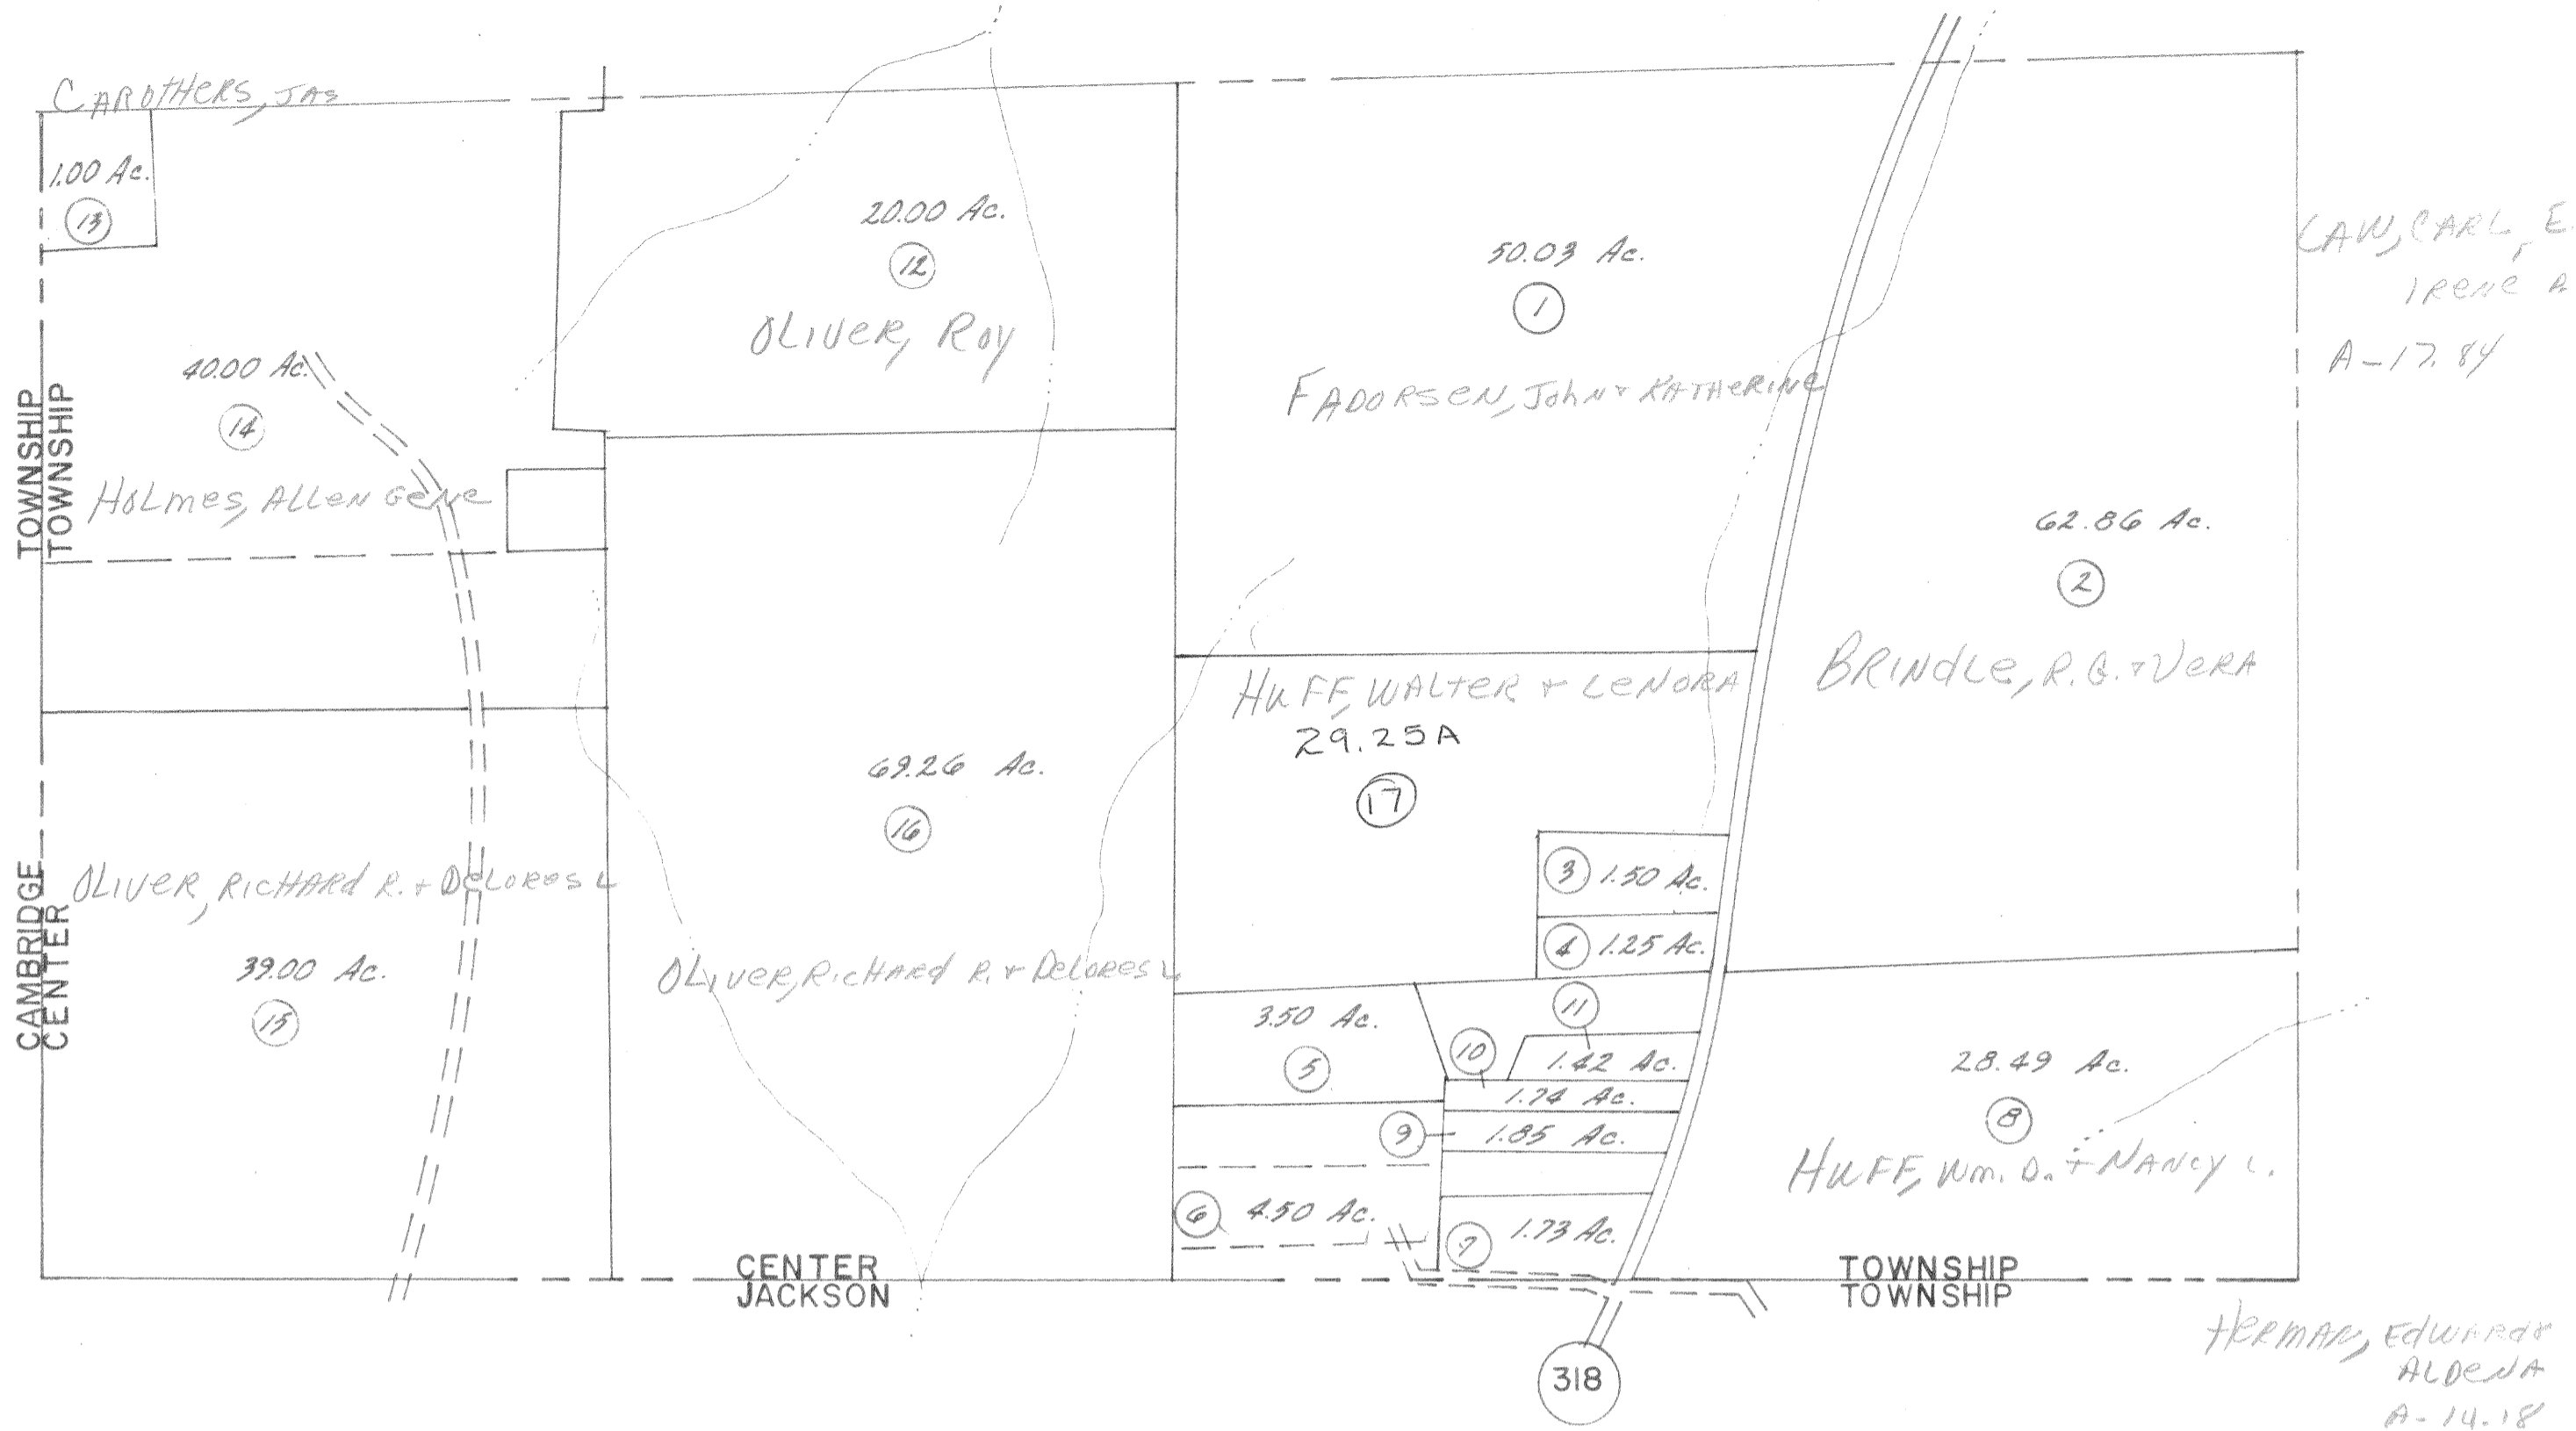 CAROTHERS, JAS
1.00 Ac.
13
20.00 Ac.
12
OLIVER, ROY
50.03 Ac.
1
FADORSEN, JOHN + KATHERINE
LAW, CARL E.
IRENE A
A-17.84
40.00 Ac.
14
HOLMES, ALLEN GENE
TOWNSHIP
TOWNSHIP
62.86 Ac.
2
BRINDLE, R.G. + VERA
HUFF, WALTER + LENORA
29.25A
17
69.26 Ac.
16
OLIVER, RICHARD R. + DELORES L
39.00 Ac.
15
OLIVER, RICHARD R. + DELORES L
CAMBRIDGE
CENTER
3 1.50 Ac.
4 1.25 Ac.
11
3.50 Ac.
5
10
1.42 Ac.
1.74 Ac.
9 1.85 Ac.
28.49 Ac.
8
HUFF, Wm. D. + NANCY L.
6 4.50 Ac.
7 1.73 Ac.
CENTER
JACKSON
TOWNSHIP
TOWNSHIP
318
HERMAN, EDWARD &
ALDENA
A-14.18